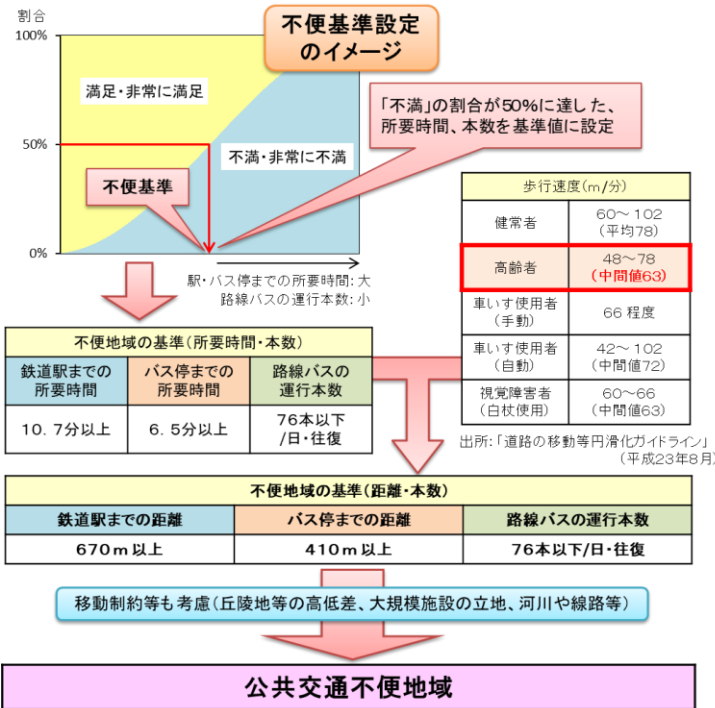 割合
100%
50%
0%
不便基準設定
のイメージ
満足・非常に満足
不満・非常に不満
不便基準
「不満」の割合が50%に達した、
所要時間、本数を基準値に設定
駅・バス停までの所要時間：大
路線バスの運行本数：小
歩行速度(m/分)
健常者
60～102
(平均78)
高齢者
48～78
(中間値63)
車いす使用者
(手動)
66 程度
車いす使用者
(自動)
42～102
(中間値72)
視覚障害者
(白杖使用)
60～66
(中間値63)
出所：「道路の移動等円滑化ガイドライン」
(平成23年8月)
不便地域の基準(所要時間・本数)
鉄道駅までの
所要時間
バス停までの
所要時間
路線バスの
運行本数
10．7分以上
6．5分以上
76本以下
/日・往復
不便地域の基準(距離・本数)
鉄道駅までの距離
バス停までの距離
路線バスの運行本数
670m以上
410m以上
76本以下/日・往復
移動制約等も考慮(丘陵地等の高低差、大規模施設の立地、河川や線路等)
公共交通不便地域